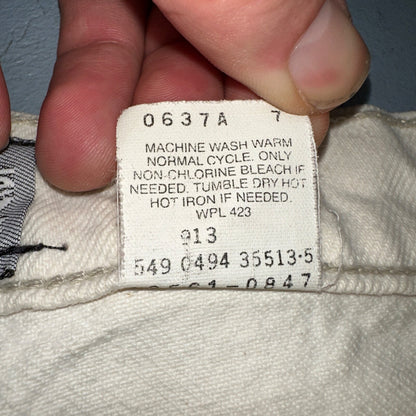 0637A 7
MACHINE WASH WARM
NORMAL CYCLE. ONLY
NON-CHLORINE BLEACH IF
NEEDED. TUMBLE DRY HOT
HOT IRON IF NEEDED.
WPL 423
913
549 0494 35513·5
-0847